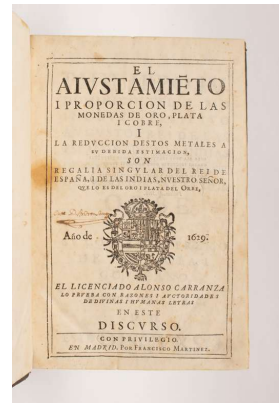 EL
AIVSTAMIẼTO
I PROPORCION DE LAS
MONEDAS DE ORO, PLATA
I COBRE,
I
LA REDVCCION DESTOS METALES A
SV DEBIDA ESTIMACION,
SON
REGALIA SINGVLAR DEL REI DE
ESPAÑA, I DE LAS INDIAS, NVESTRO SEÑOR,
QVE LO ES DEL ORO I PLATA DEL ORBE,
Año de 1629.
EL LICENCIADO ALONSO CARRANZA
LO PRVEBA CON RAZONES I AVCTORIDADES
DE DIVINAS I HVMANAS LETRAS
EN ESTE
DISCVRSO.
CON PRIVILEGIO
EN MADRID. POR FRANCISCO MARTINEZ.